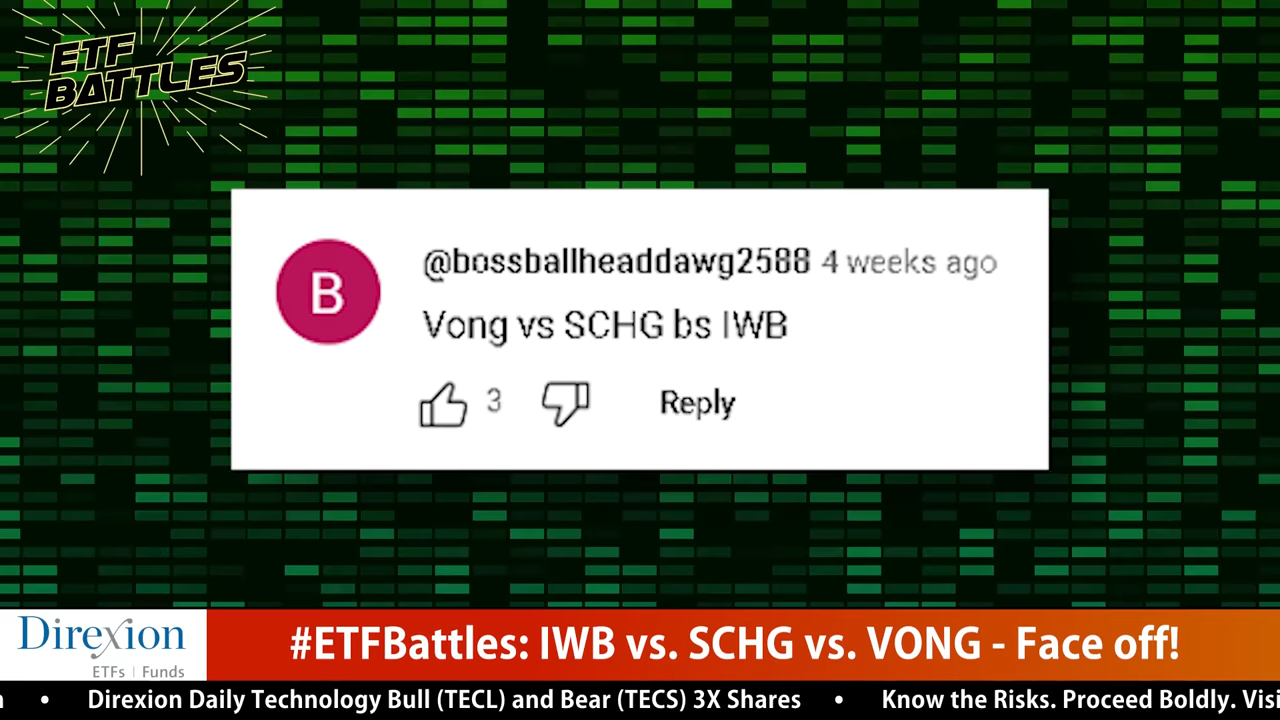 ETF
BATTLES
B
@bossballheaddawg2588 4 weeks ago
Vong vs SCHG bs IWB
3
Reply
Direxion
ETFs | Funds
#ETFBattles: IWB vs. SCHG vs. VONG - Face off!
• Direxion Daily Technology Bull (TECL) and Bear (TECS) 3X Shares • Know the Risks. Proceed Boldly.